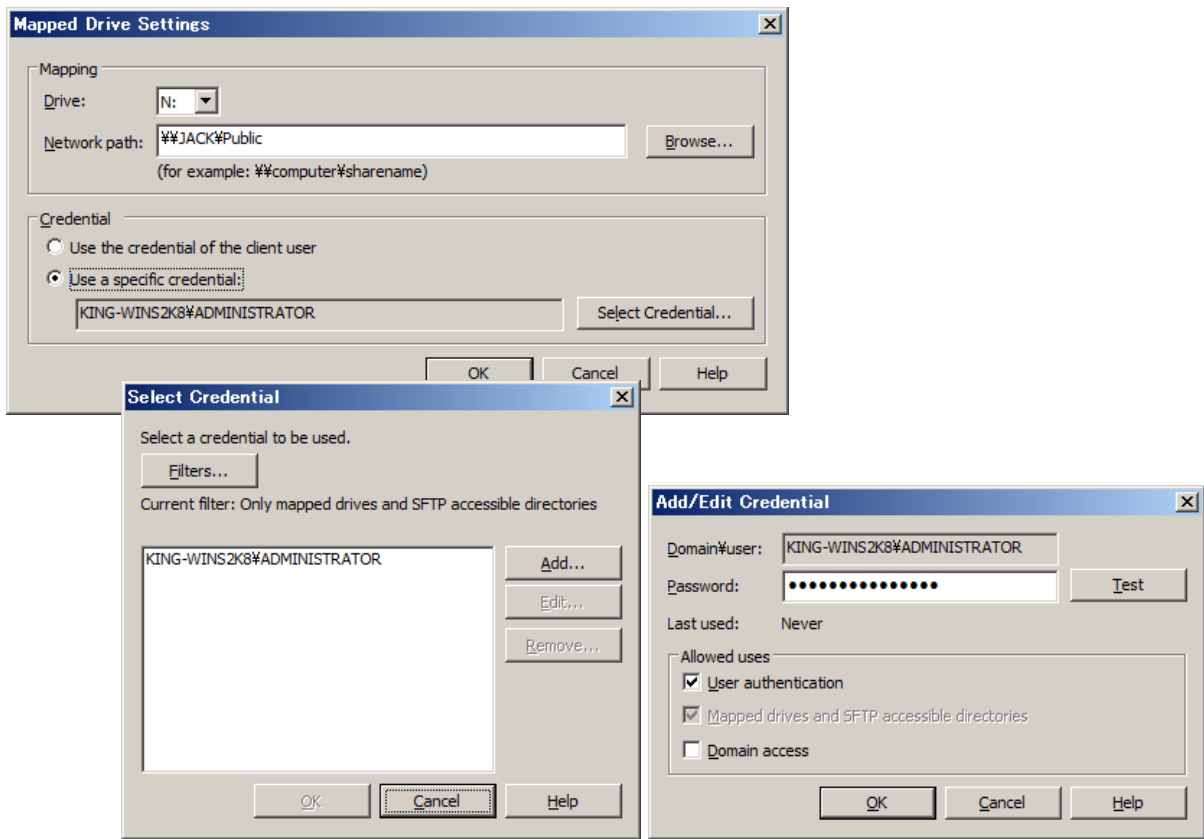 Mapped Drive Settings
Mapping
Drive: N:
Network path: ¥¥JACK¥Public Browse...
(for example: ¥¥computer¥sharename)
Credential
Use the credential of the client user
Use a specific credential:
KING-WINS2K8¥ADMINISTRATOR Select Credential...
OK Cancel Help
Select Credential
Select a credential to be used.
Filters...
Current filter: Only mapped drives and SFTP accessible directories
KING-WINS2K8¥ADMINISTRATOR
Add...
Edit...
Remove...
OK Cancel Help
Add/Edit Credential
Domain¥user: KING-WINS2K8¥ADMINISTRATOR
Password: ●●●●●●●●●●●●●●● Test
Last used: Never
Allowed uses
User authentication
Mapped drives and SFTP accessible directories
Domain access
OK Cancel Help